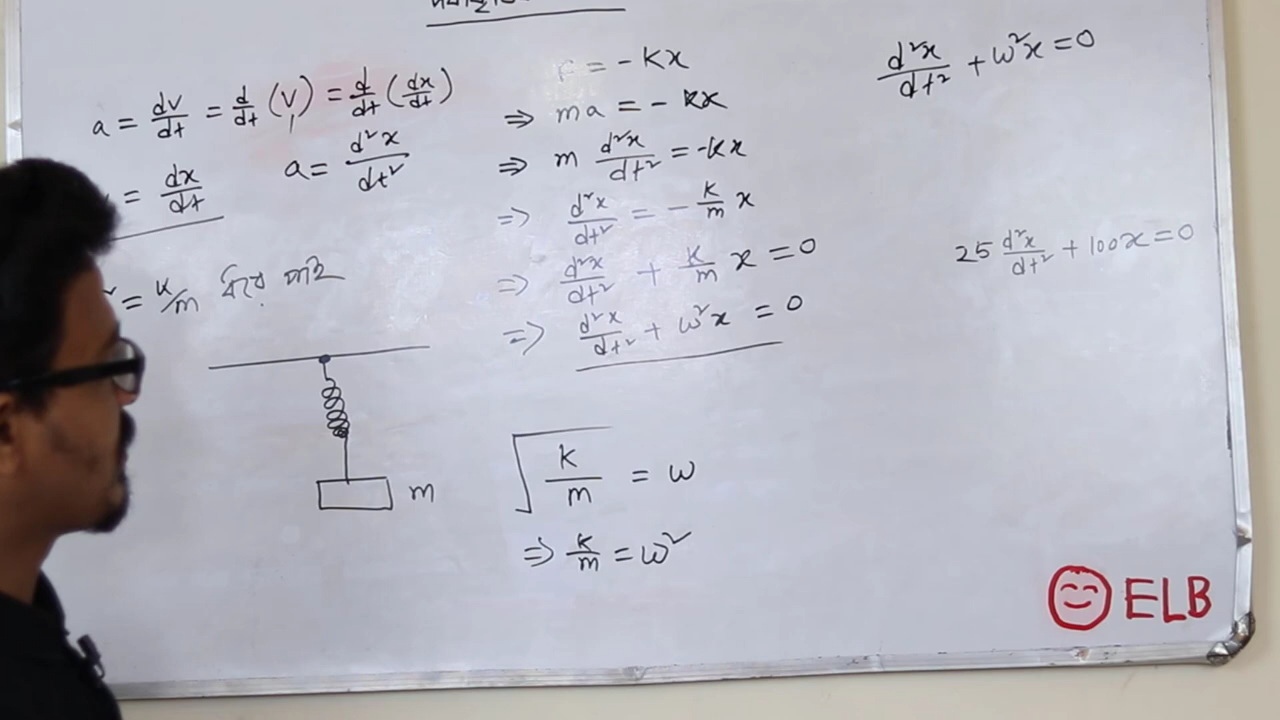 a = dv/dt = d/dt (v) = d/dt (dx/dt)
a = d²x/dt²
= dx/dt
= k/m
F = -kx
⇒ ma = -kx
⇒ m d²x/dt² = -kx
⇒ d²x/dt² = - k/m x
⇒ d²x/dt² + k/m x = 0
⇒ d²x/dt² + ω²x = 0
m
√(k/m) = ω
⇒ k/m = ω²
d²x/dt² + ω²x = 0
25 d²x/dt² + 100x = 0
ELB